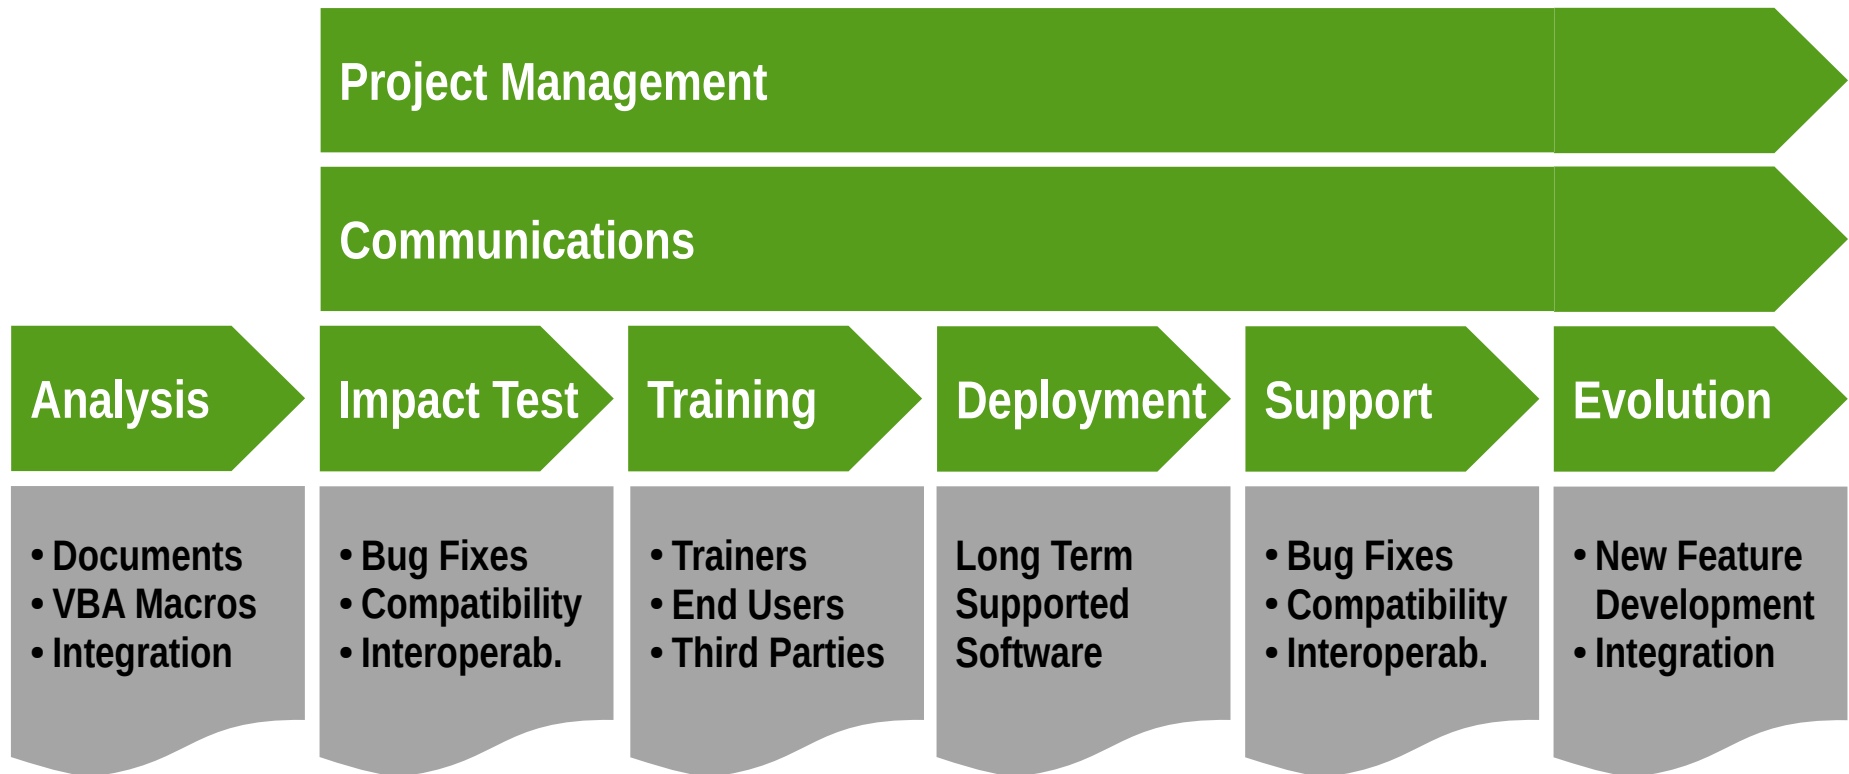 Project Management
Communications
Analysis
Impact Test
Training
Deployment
Support
Evolution
• Documents
• VBA Macros
• Integration
• Bug Fixes
• Compatibility
• Interoperab.
• Trainers
• End Users
• Third Parties
Long Term
Supported
Software
• Bug Fixes
• Compatibility
• Interoperab.
• New Feature
Development
• Integration